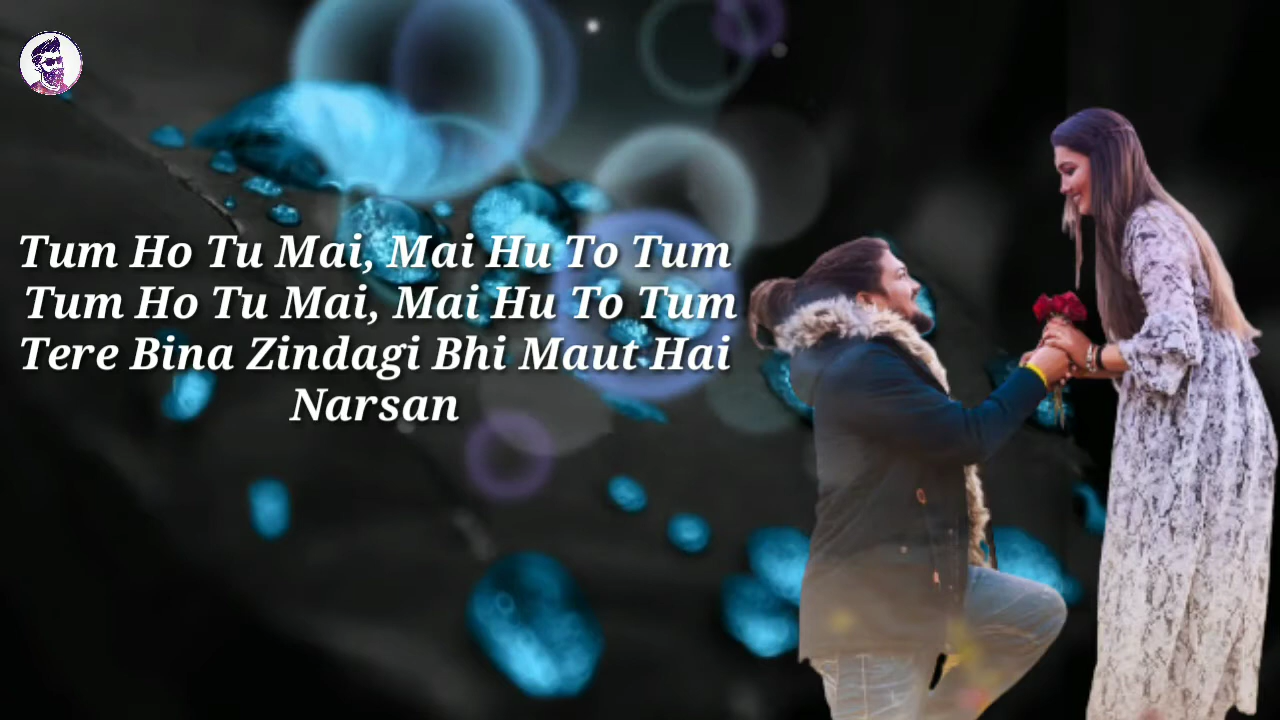 Tum Ho Tu Mai, Mai Hu To Tum
Tum Ho Tu Mai, Mai Hu To Tum
Tere Bina Zindagi Bhi Maut Hai
Narsan